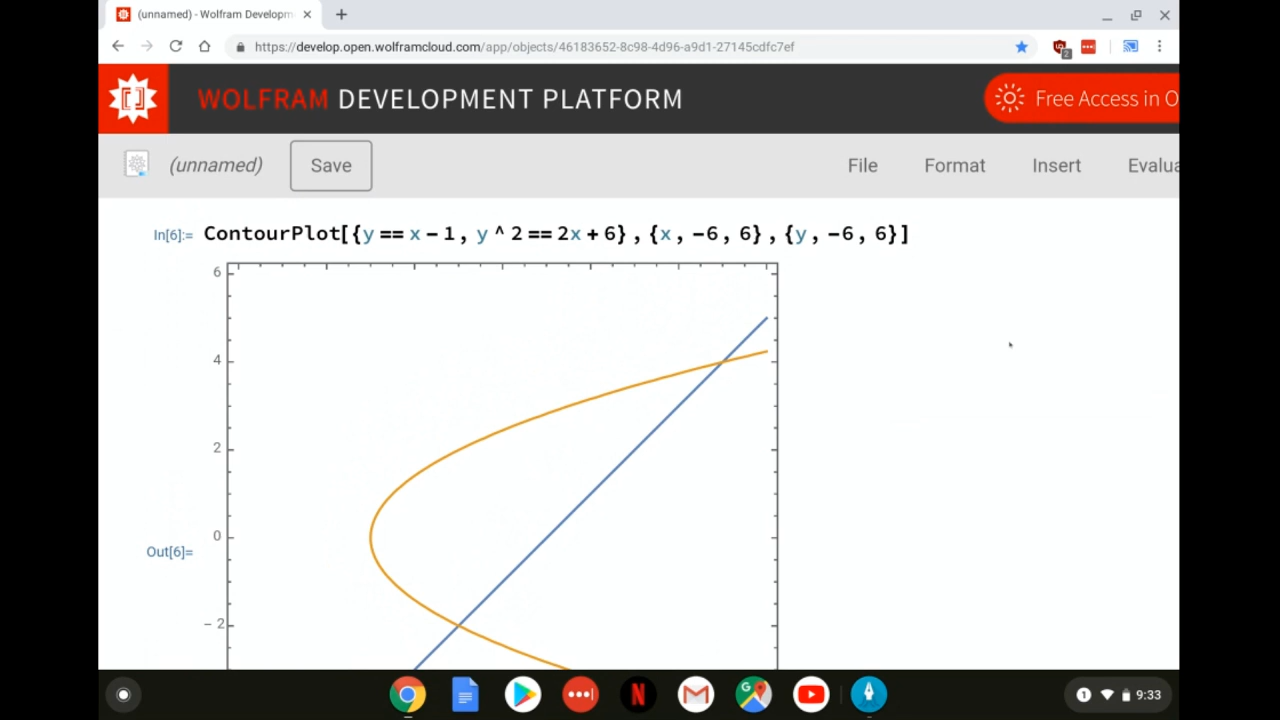 (unnamed) - Wolfram Developm
https://develop.open.wolframcloud.com/app/objects/46183652-8c98-4d96-a9d1-27145cdfc7ef
2
WOLFRAM DEVELOPMENT PLATFORM
Free Access in O
(unnamed)
Save
File
Format
Insert
Evalua
In[6]:= ContourPlot[{y == x - 1, y ^ 2 == 2x + 6}, {x, -6, 6}, {y, -6, 6}]
6
4
2
0
Out[6]=
-2
N
G
1
9:33